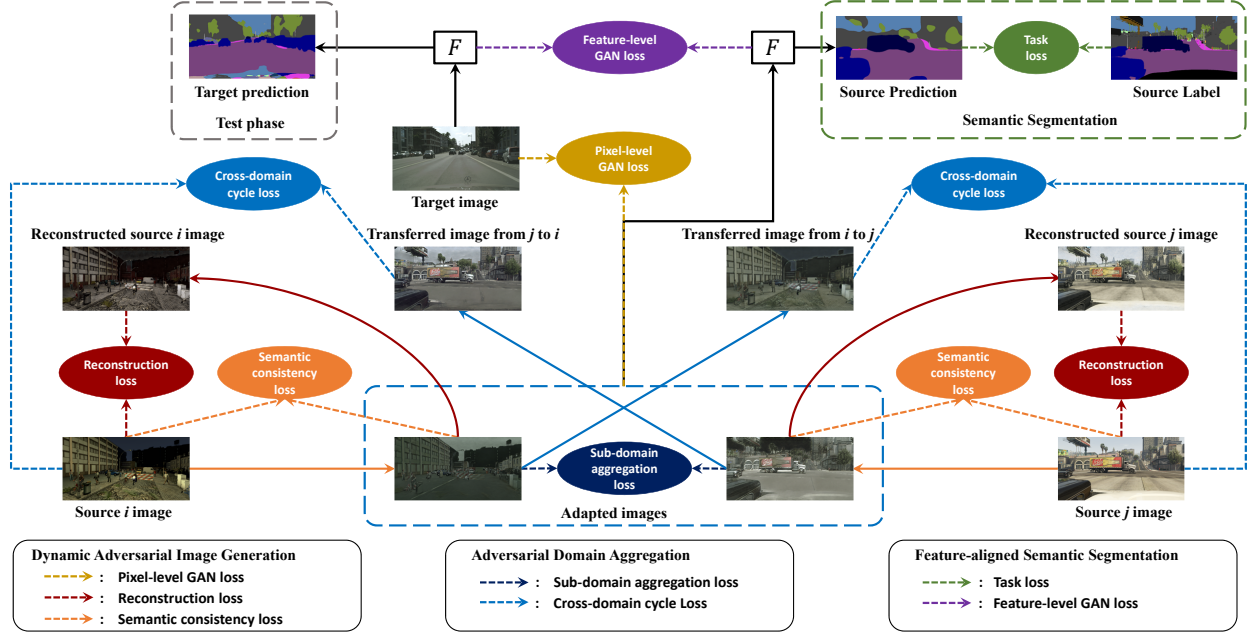 F
Feature-level
GAN loss
F
Task
loss
Target prediction
Test phase
Source Prediction
Source Label
Semantic Segmentation
Pixel-level
GAN loss
Target image
Cross-domain
cycle loss
Cross-domain
cycle loss
Reconstructed source i image
Transferred image from j to i
Transferred image from i to j
Reconstructed source j image
Reconstruction
loss
Semantic
consistency
loss
Semantic
consistency
loss
Reconstruction
loss
Sub-domain
aggregation
loss
Source i image
Adapted images
Source j image
Dynamic Adversarial Image Generation
: Pixel-level GAN loss
: Reconstruction loss
: Semantic consistency loss
Adversarial Domain Aggregation
: Sub-domain aggregation loss
: Cross-domain cycle Loss
Feature-aligned Semantic Segmentation
: Task loss
: Feature-level GAN loss